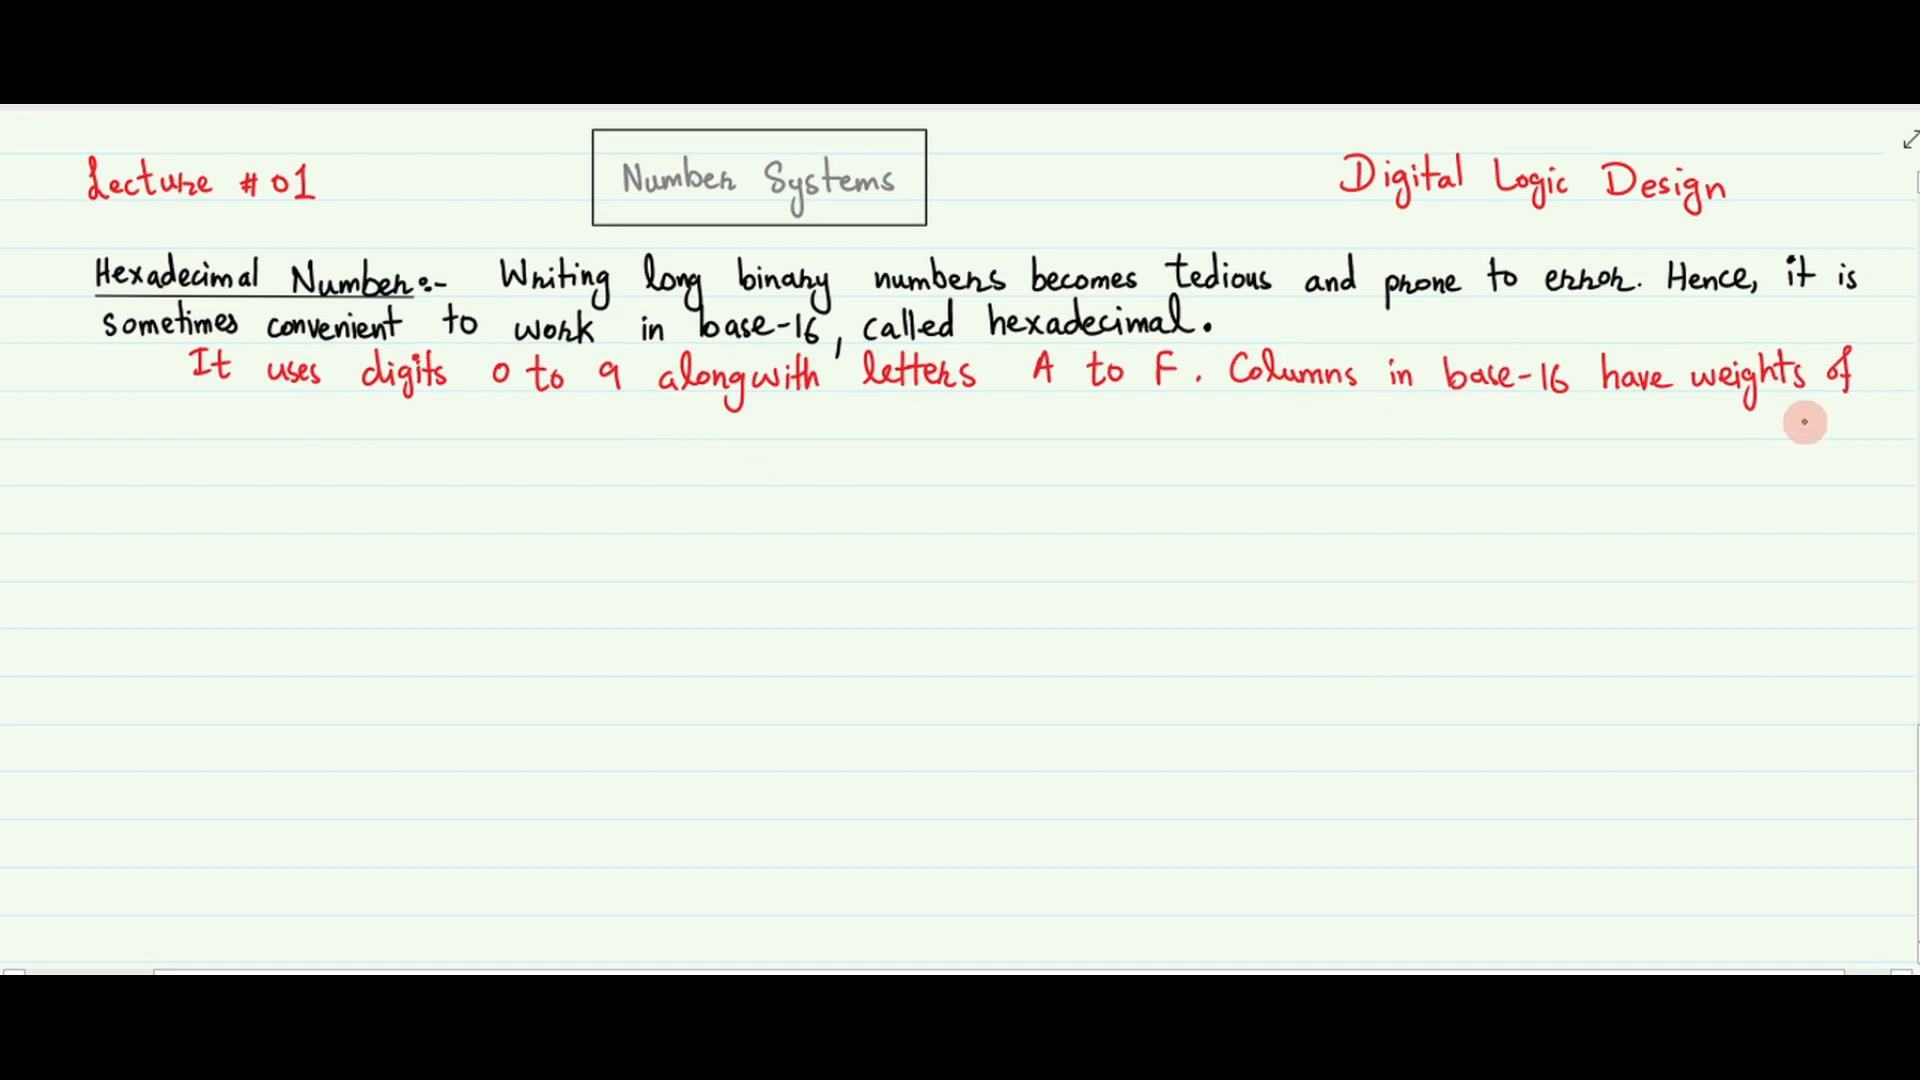 Lecture # 01 Number Systems Digital Logic Design
Hexadecimal Number:- Writing long binary numbers becomes tedious and prone to error. Hence, it is
sometimes convenient to work in base-16, called hexadecimal.
It uses digits 0 to 9 alongwith letters A to F. Columns in base-16 have weights of